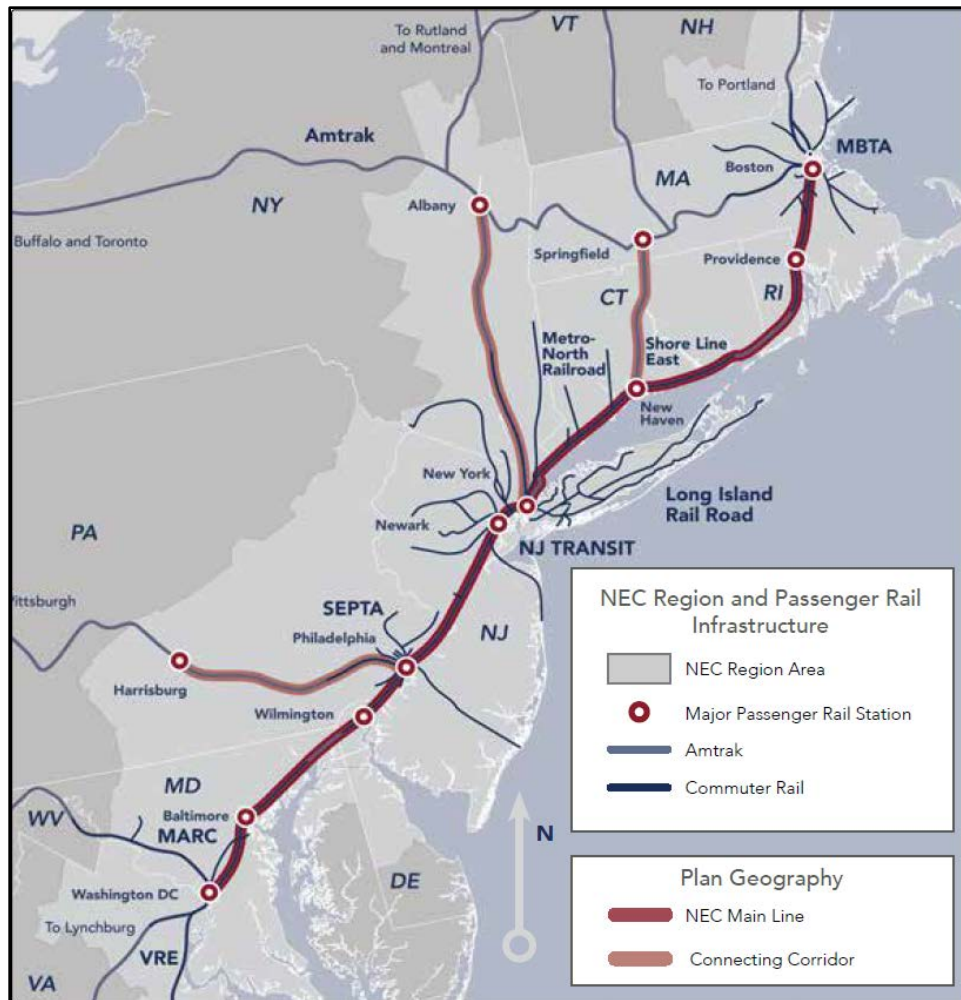 To Rutland
and Montreal
VT
NH
To Portland
Amtrak
MBTA
Boston
MA
NY
Albany
Buffalo and Toronto
Springfield
Providence
CT
RI
Metro-
North
Railroad
Shore Line
East
New
Haven
New York
Long Island
Rail Road
Newark
NJ TRANSIT
PA
ittsburgh
SEPTA
Philadelphia
NJ
Harrisburg
Wilmington
MD
Baltimore
WV
MARC
N
Washington DC
DE
To Lynchburg
VRE
VA
NEC Region and Passenger Rail
Infrastructure
NEC Region Area
Major Passenger Rail Station
Amtrak
Commuter Rail
Plan Geography
NEC Main Line
Connecting Corridor